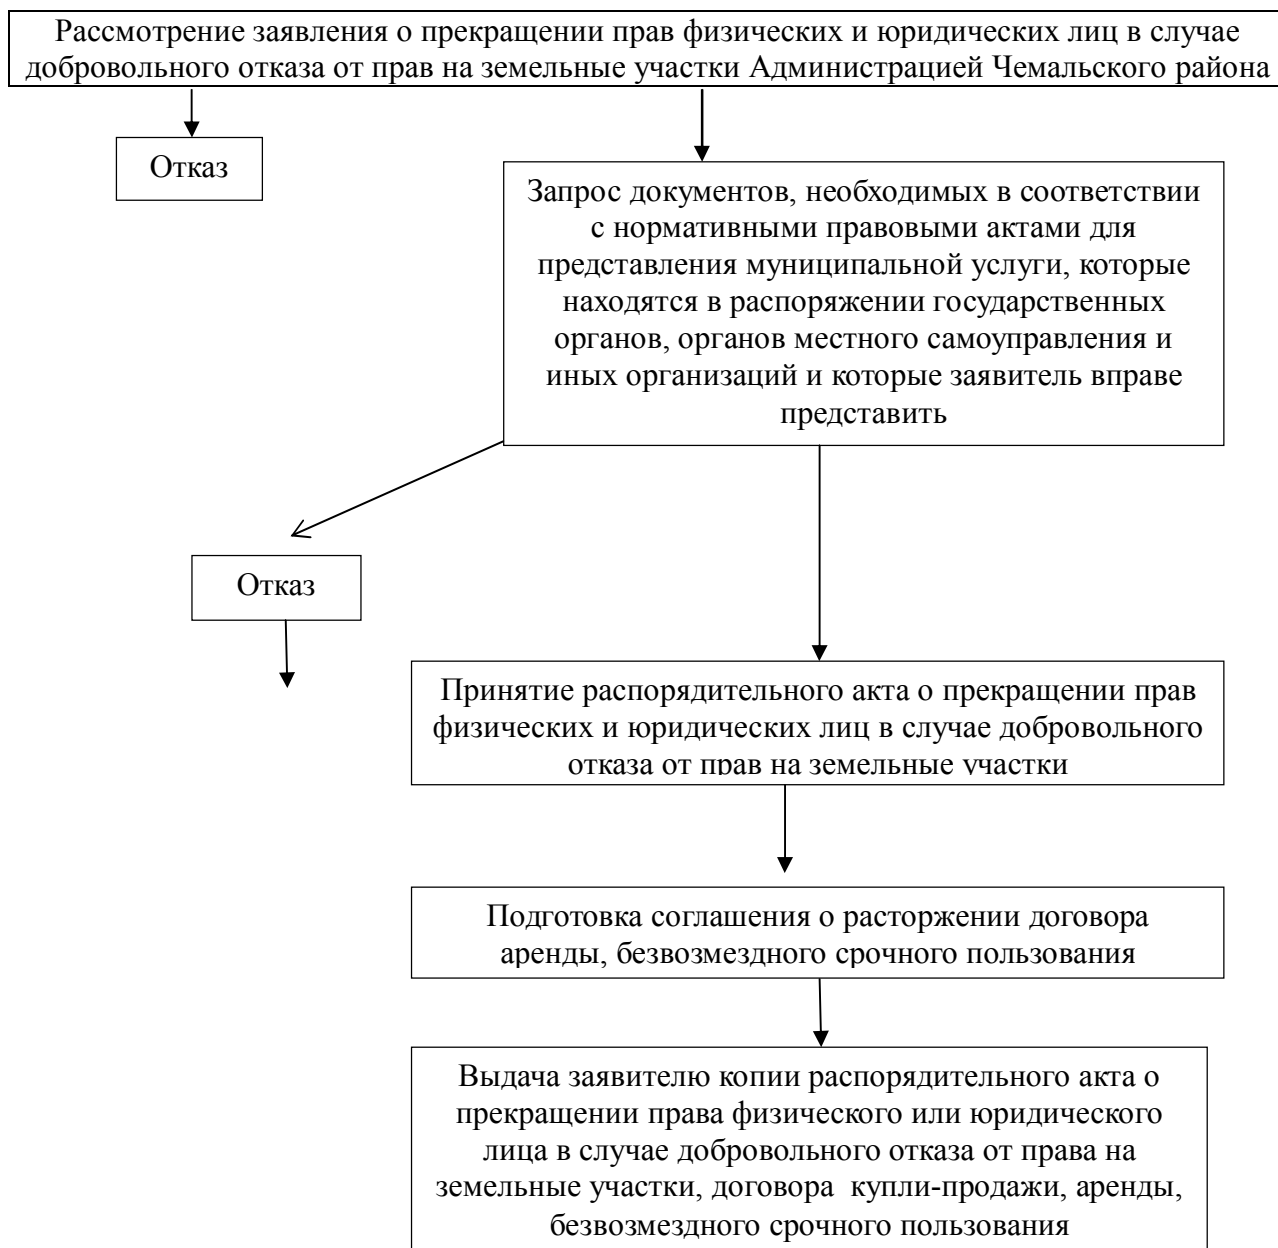 Рассмотрение заявления о прекращении прав физических и юридических лиц в случае
добровольного отказа от прав на земельные участки Администрацией Чемальского района
Отказ
Запрос документов, необходимых в соответствии
с нормативными правовыми актами для
представления муниципальной услуги, которые
находятся в распоряжении государственных
органов, органов местного самоуправления и
иных организаций и которые заявитель вправе
представить
Отказ
Принятие распорядительного акта о прекращении прав
физических и юридических лиц в случае добровольного
отказа от прав на земельные участки
Подготовка соглашения о расторжении договора
аренды, безвозмездного срочного пользования
Выдача заявителю копии распорядительного акта о
прекращении права физического или юридического
лица в случае добровольного отказа от права на
земельные участки, договора купли-продажи, аренды,
безвозмездного срочного пользования